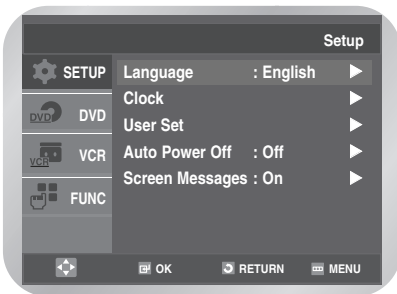 Setup
SETUP
Language : English
Clock
DVD DVD
User Set
VCR VCR
Auto Power Off : Off
Screen Messages : On
FUNC
OK RETURN MENU